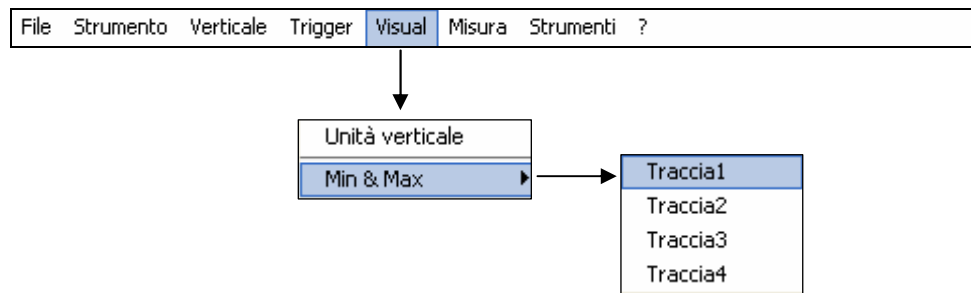 File Strumento Verticale Trigger Visual Misura Strumenti ?
Unità verticale
Min & Max
Traccia1
Traccia2
Traccia3
Traccia4